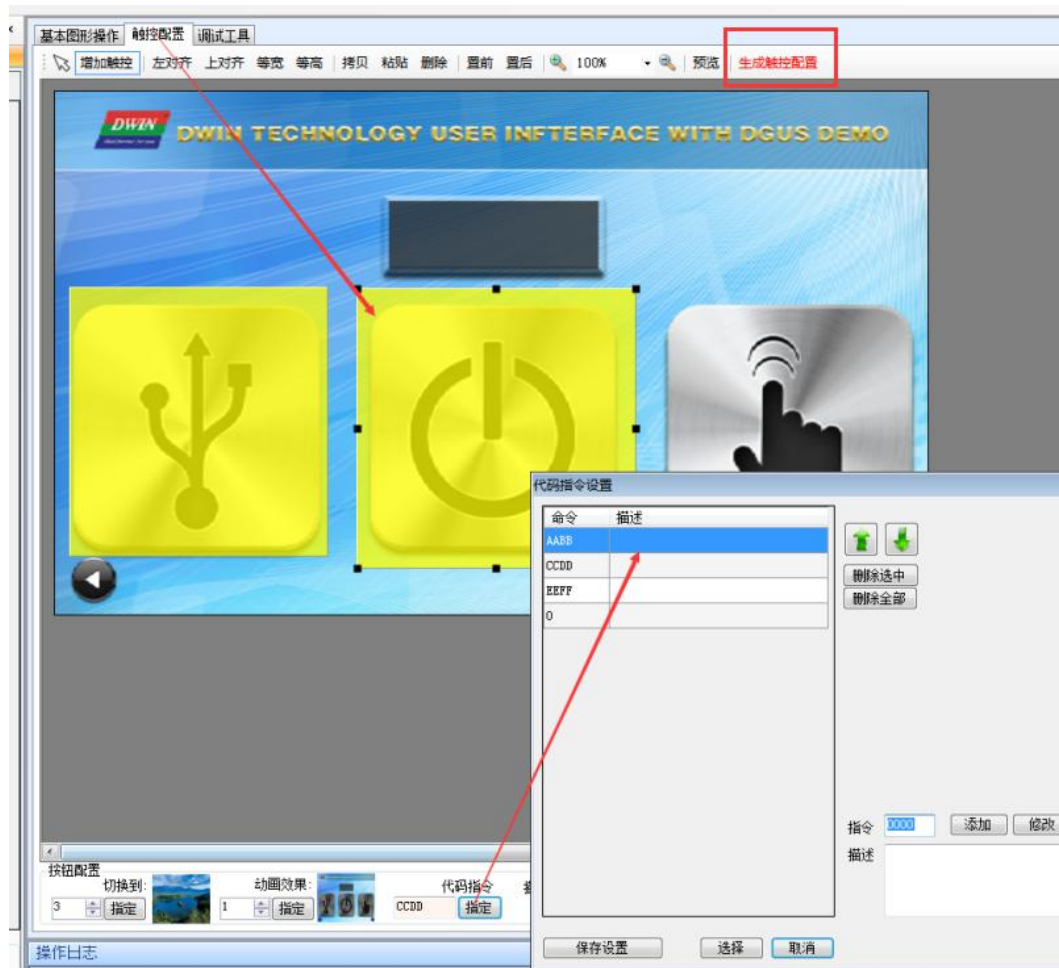 基本图形操作 触控配置 调试工具
增加触控 左对齐 上对齐 等宽 等高 拷贝 粘贴 删除 置前 置后 100% 预览 生成触控配置
DWIN DWIN TECHNOLOGY USER INFTERFACE WITH DGUS DEMO
代码指令设置
命令 描述
AABB
CCDD
EEFF
0
删除选中
删除全部
指令 0000 添加 修改
描述
保存设置 选择 取消
按钮配置
切换到: 动画效果: 代码指令
3 指定 1 指定 CCDD 指定
操作日志